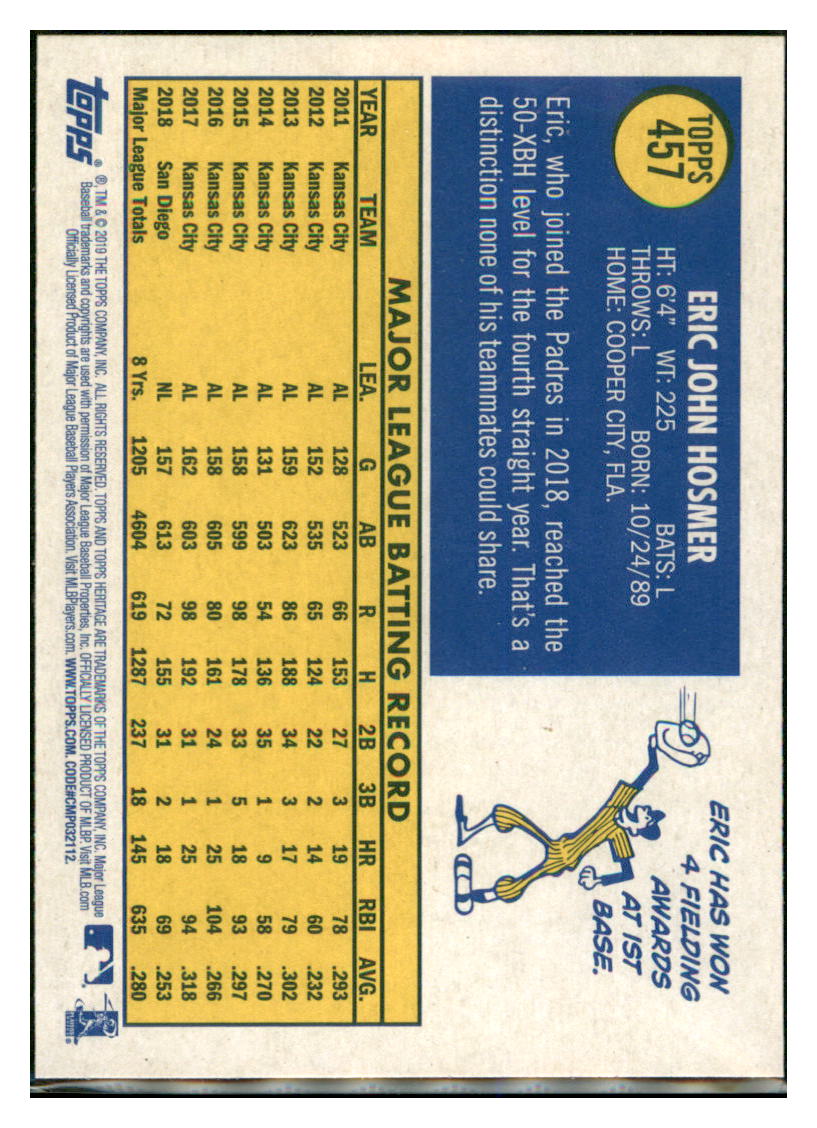 TOPPS
457
ERIC JOHN HOSMER
HT: 6'4" WT: 225 BATS: L
THROWS: L BORN: 10/24/89
HOME: COOPER CITY, FLA.
Eric, who joined the Padres in 2018, reached the
50-XBH level for the fourth straight year. That's a
distinction none of his teammates could share.
ERIC HAS WON
4 FIELDING
AWARDS
AT 1ST
BASE.
MAJOR LEAGUE BATTING RECORD
YEAR TEAM LEA. G AB R H 2B 3B HR RBI AVG.
2011 Kansas City AL 128 523 66 153 27 3 19 78 .293
2012 Kansas City AL 152 535 65 124 22 2 14 60 .232
2013 Kansas City AL 159 623 86 188 34 3 17 79 .302
2014 Kansas City AL 131 503 54 136 35 1 9 58 .270
2015 Kansas City AL 158 599 98 178 33 5 18 93 .297
2016 Kansas City AL 158 605 80 161 24 1 25 104 .266
2017 Kansas City AL 162 603 98 192 31 1 25 94 .318
2018 San Diego NL 157 613 72 155 31 2 18 69 .253
Major League Totals 8 Yrs. 1205 4604 619 1287 237 18 145 635 .280
topps®
®, TM & © 2019 THE TOPPS COMPANY, INC. ALL RIGHTS RESERVED. TOPPS AND TOPPS HERITAGE ARE TRADEMARKS OF THE TOPPS COMPANY, INC. Major League
Baseball trademarks and copyrights are used with permission of Major League Baseball Properties, Inc. OFFICIALLY LICENSED PRODUCT OF MLBP. Visit MLB.com
Officially Licensed Product of Major League Baseball Players Association. Visit MLBPlayers.com. WWW.TOPPS.COM. CODE#CMP032112.